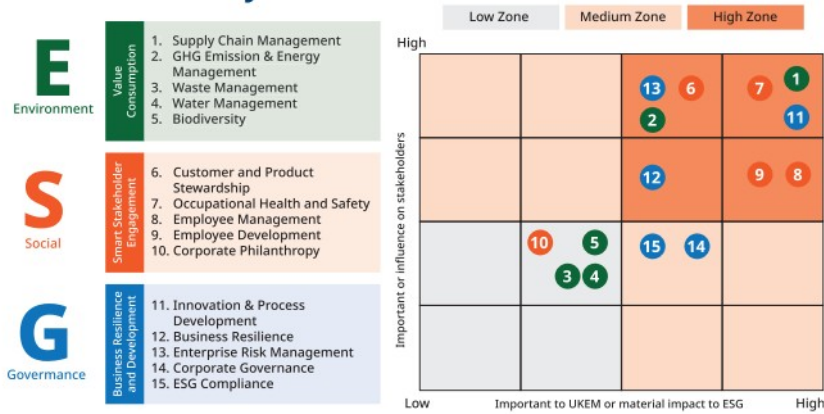 Low Zone
Medium Zone
High Zone
E
Environment
Value
Consumption
1. Supply Chain Management
2. GHG Emission & Energy
Management
3. Waste Management
4. Water Management
5. Biodiversity
S
Social
Smart Stakeholder
Engagement
6. Customer and Product
Stewardship
7. Occupational Health and Safety
8. Employee Management
9. Employee Development
10. Corporate Philanthropy
G
Govermance
Business Resilience
and Development
11. Innovation & Process
Development
12. Business Resilience
13. Enterprise Risk Management
14. Corporate Governance
15. ESG Compliance
High
Important or influence on stakeholders
13 6 7 1
2 11
12 9 8
10 5 15 14
3 4
Low
Important to UKEM or material impact to ESG
High